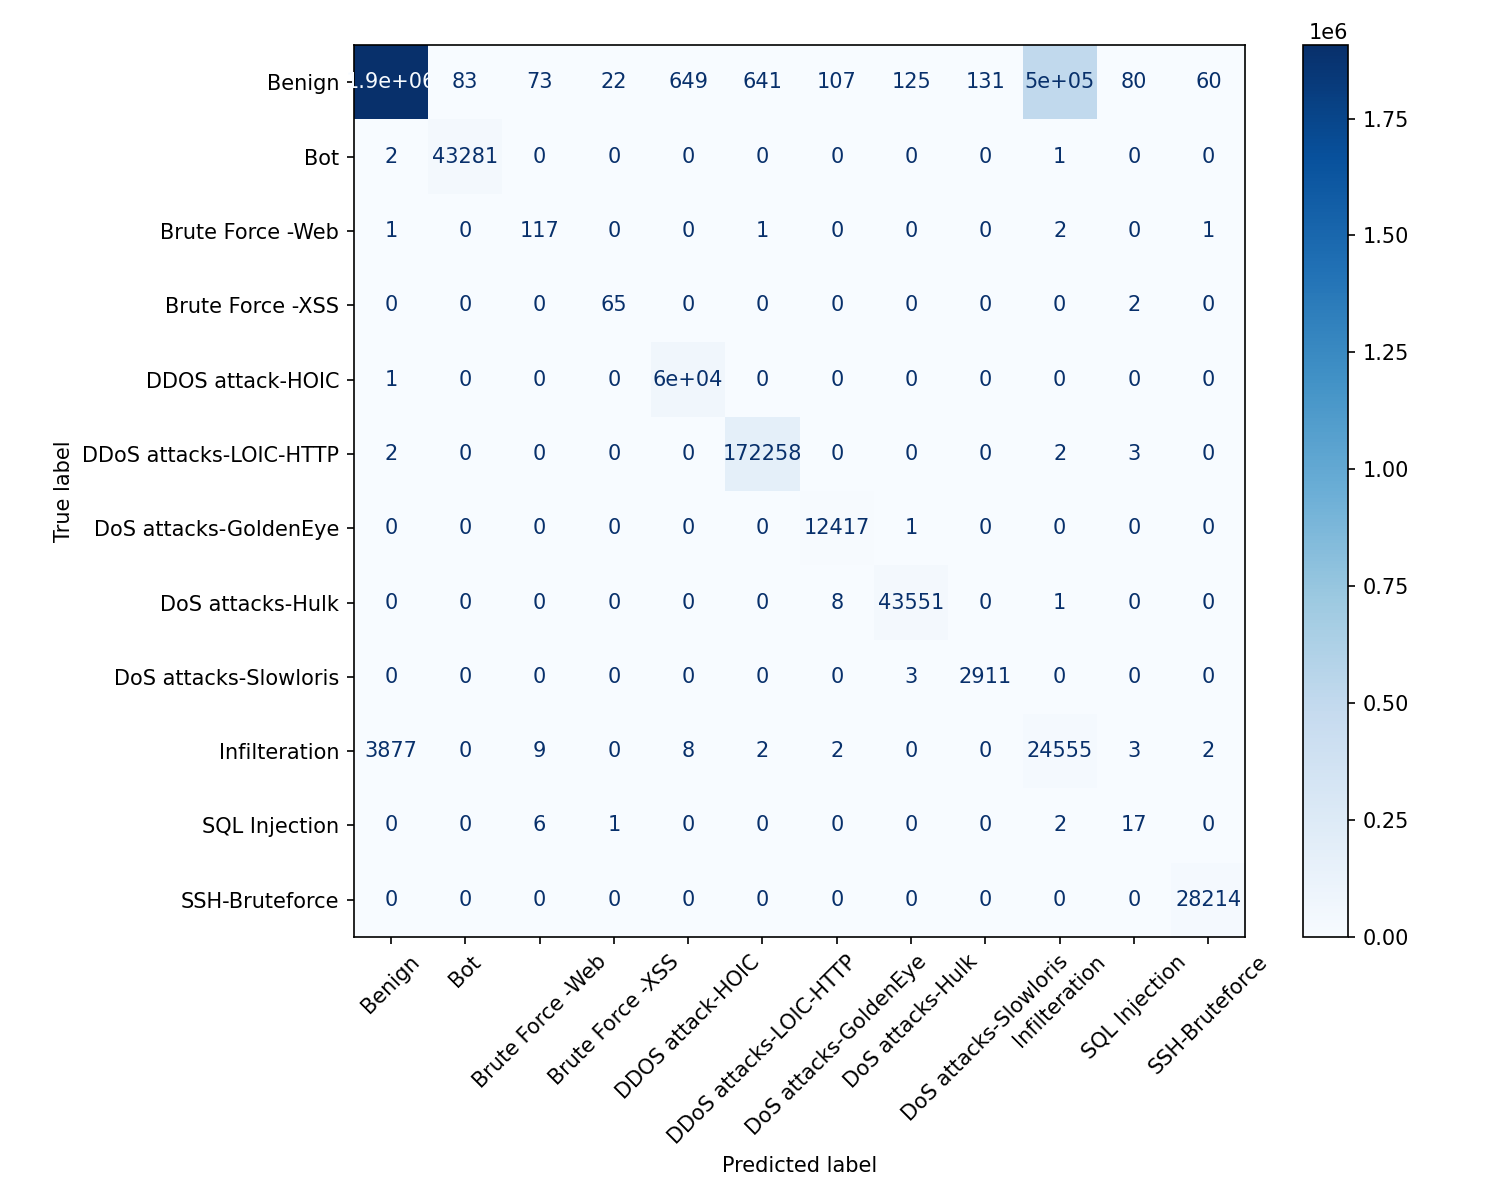 1e6
Benign 1.9e+06 83 73 22 649 641 107 125 131 5e+05 80 60
Bot 2 43281 0 0 0 0 0 0 0 1 0 0
Brute Force -Web 1 0 117 0 0 1 0 0 0 2 0 1
Brute Force -XSS 0 0 0 65 0 0 0 0 0 0 2 0
DDOS attack-HOIC 1 0 0 0 6e+04 0 0 0 0 0 0 0
DDoS attacks-LOIC-HTTP 2 0 0 0 0 172258 0 0 0 2 3 0
DoS attacks-GoldenEye 0 0 0 0 0 0 12417 1 0 0 0 0
DoS attacks-Hulk 0 0 0 0 0 0 8 43551 0 1 0 0
DoS attacks-Slowloris 0 0 0 0 0 0 0 3 2911 0 0 0
Infilteration 3877 0 9 0 8 2 2 0 0 24555 3 2
SQL Injection 0 0 6 1 0 0 0 0 0 2 17 0
SSH-Bruteforce 0 0 0 0 0 0 0 0 0 0 0 28214
True label
Benign
Bot
Brute Force -Web
Brute Force -XSS
DDOS attack-HOIC
DDoS attacks-LOIC-HTTP
DoS attacks-GoldenEye
DoS attacks-Hulk
DoS attacks-Slowloris
Infilteration
SQL Injection
SSH-Bruteforce
Predicted label
1.75
1.50
1.25
1.00
0.75
0.50
0.25
0.00